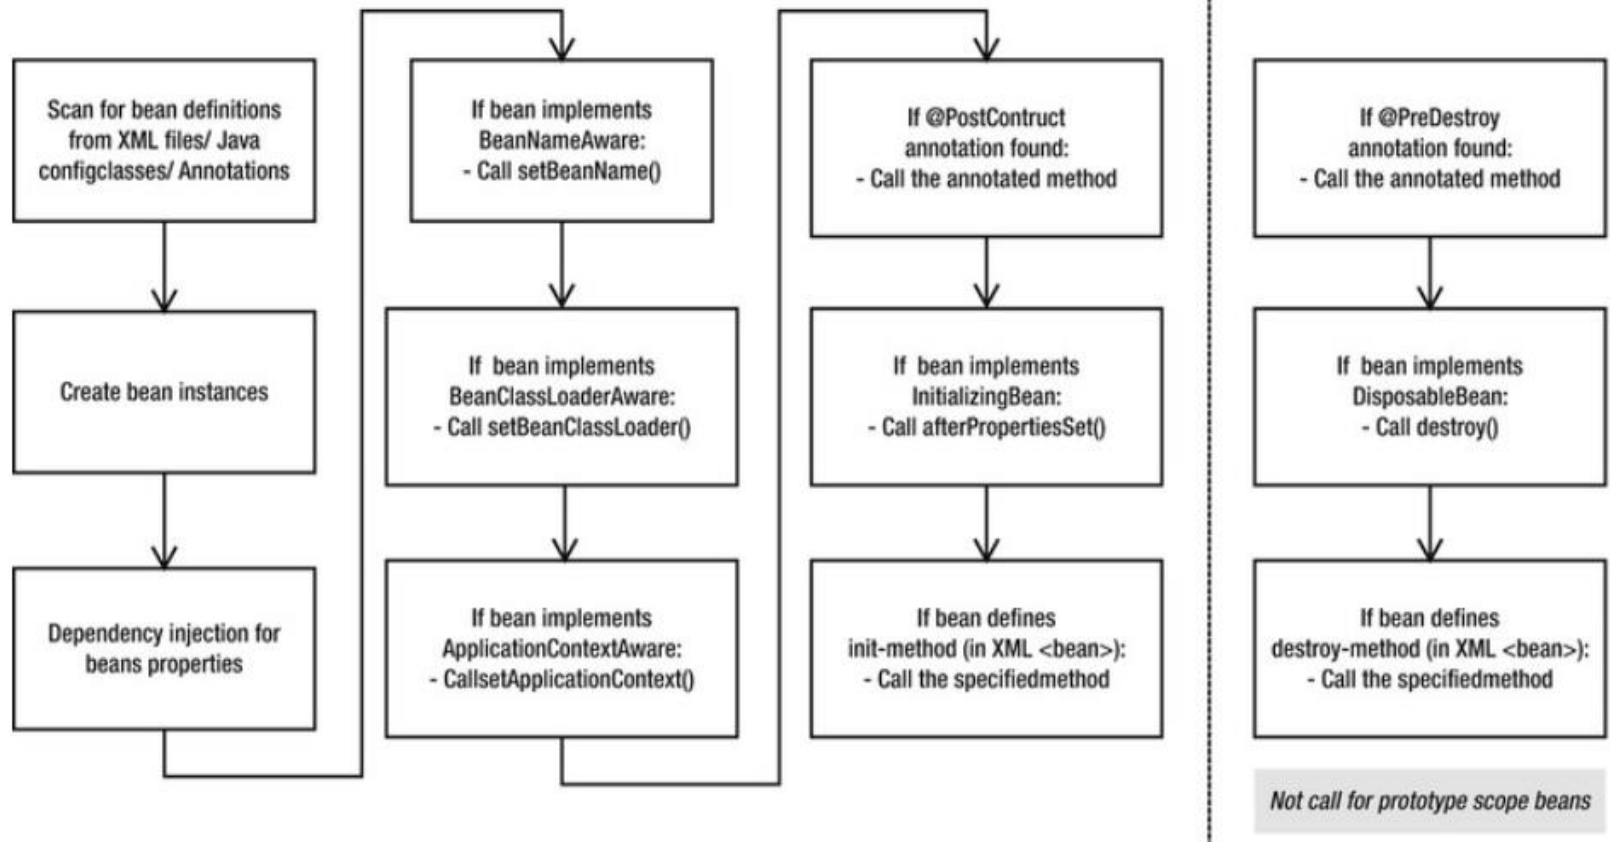 Scan for bean definitions
from XML files/ Java
configclasses/ Annotations
Create bean instances
Dependency injection for
beans properties
If bean implements
BeanNameAware:
- Call setBeanName()
If bean implements
BeanClassLoaderAware:
- Call setBeanClassLoader()
If bean implements
ApplicationContextAware:
- CallsetApplicationContext()
If @PostContruct
annotation found:
- Call the annotated method
If bean implements
InitializingBean:
- Call afterPropertiesSet()
If bean defines
init-method (in XML <bean>):
- Call the specifiedmethod
If @PreDestroy
annotation found:
- Call the annotated method
If bean implements
DisposableBean:
- Call destroy()
If bean defines
destroy-method (in XML <bean>):
- Call the specifiedmethod
Not call for prototype scope beans